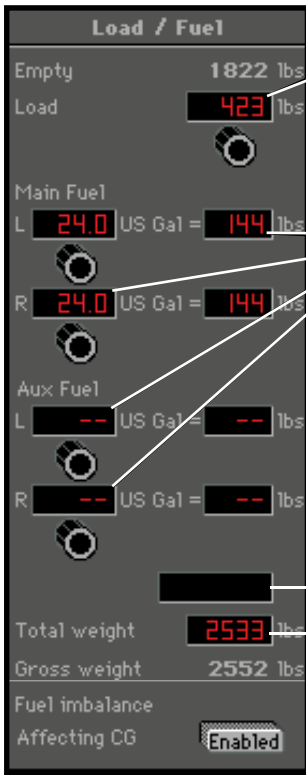 Load / Fuel
Empty 1822 lbs
Load 423 lbs
Main Fuel
L 24.0 US Gal = 144 lbs
R 24.0 US Gal = 144 lbs
Aux Fuel
L -- US Gal = -- lbs
R -- US Gal = -- lbs
Total weight 2533 lbs
Gross weight 2552 lbs
Fuel imbalance
Affecting CG Enabled